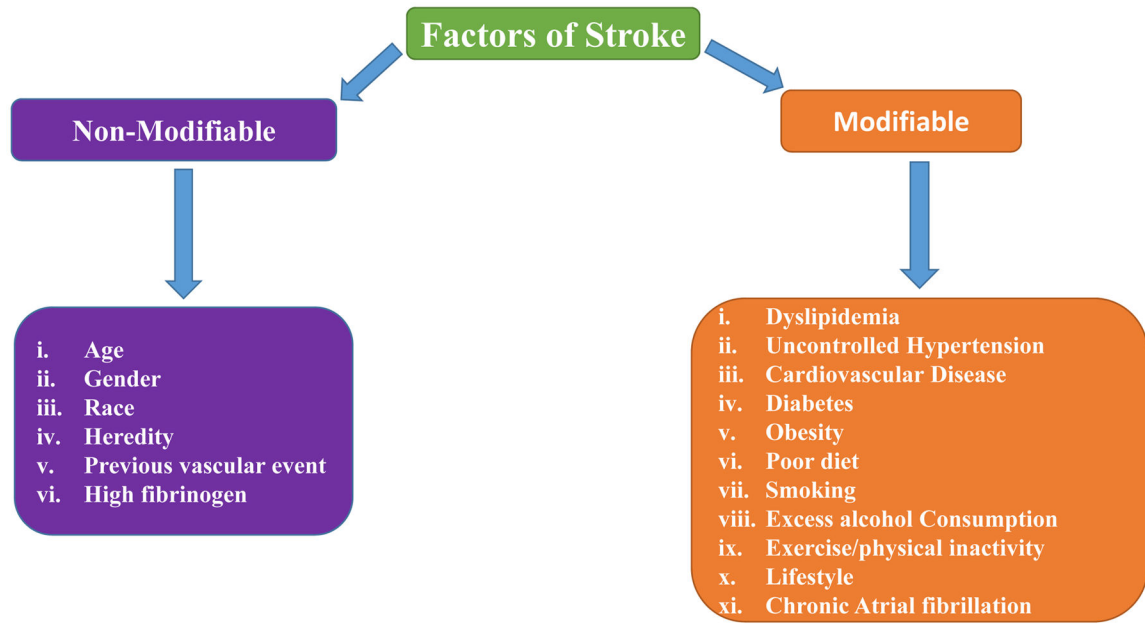 Factors of Stroke
Non-Modifiable
Modifiable
i. Age
ii. Gender
iii. Race
iv. Heredity
v. Previous vascular event
vi. High fibrinogen
i. Dyslipidemia
ii. Uncontrolled Hypertension
iii. Cardiovascular Disease
iv. Diabetes
v. Obesity
vi. Poor diet
vii. Smoking
viii. Excess alcohol Consumption
ix. Exercise/physical inactivity
x. Lifestyle
xi. Chronic Atrial fibrillation